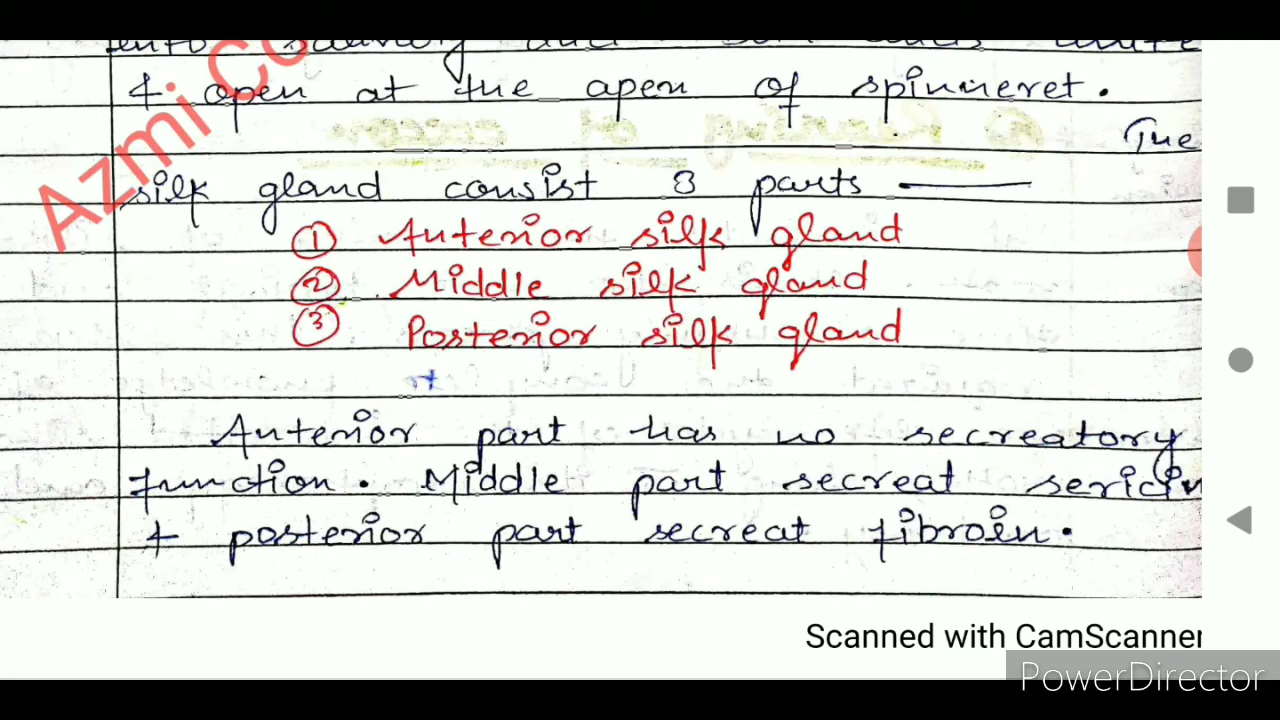 & open at the apen of spinneret.
The
silk gland consist 3 parts —
① Anterior silk gland
② Middle silk gland
③ Posterior silk gland
Anterior part has no secreatory
function. Middle part secreat sericin
& posterior part secreat fibroin.
Azmi
Scanned with CamScanner
PowerDirector